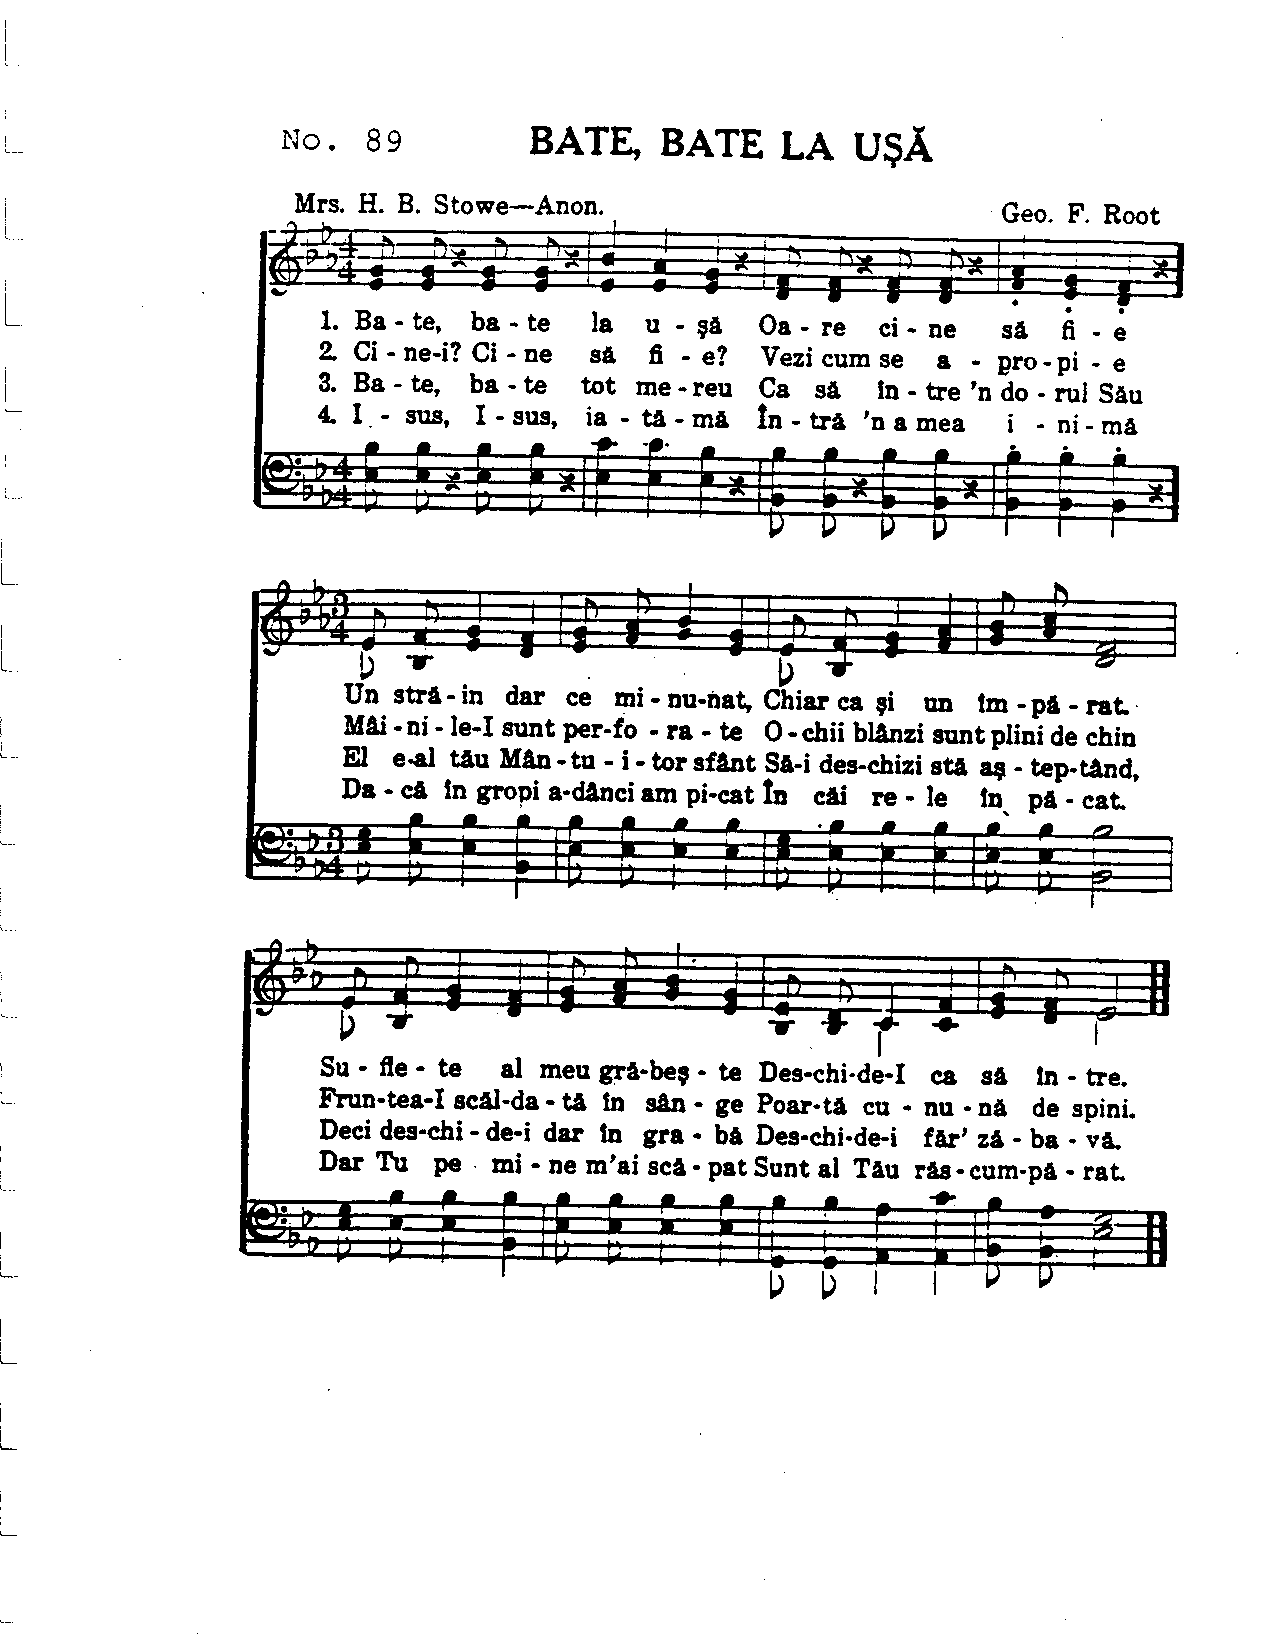 No. 89 BATE, BATE LA UȘĂ
Mrs. H. B. Stowe—Anon. Geo. F. Root
1. Ba - te, ba - te la u - șă Oa - re ci - ne să fi - e
2. Ci - ne-i? Ci - ne să fi - e? Vezi cum se a - pro - pi - e
3. Ba - te, ba - te tot me - reu Ca să in - tre 'n do - rul Său
4. I - sus, I - sus, ia - tă - mă În - tră 'n a mea i - ni - mă
Un stră - in dar ce mi - nu-nat, Chiar ca și un îm - pă - rat.
Mâi - ni - le-I sunt per-fo - ra - te O - chii blânzi sunt plini de chin
El e-al tău Mân - tu - i - tor sfânt Să-i des-chizi stă aș - tep-tând,
Da - că în gropi a-dânci am pi-cat În căi re - le în pă - cat.
Su - fle - te al meu gră-beș - te Des-chi-de-I ca să în - tre.
Frun-tea-I scăl-da - tă în sân - ge Poar-tă cu - nu - nă de spini.
Deci des-chi - de-i dar în gra - bă Des-chi-de-i făr' ză - ba - vă.
Dar Tu pe mi - ne m'ai scă - pat Sunt al Tău răs - cum-pă - rat.